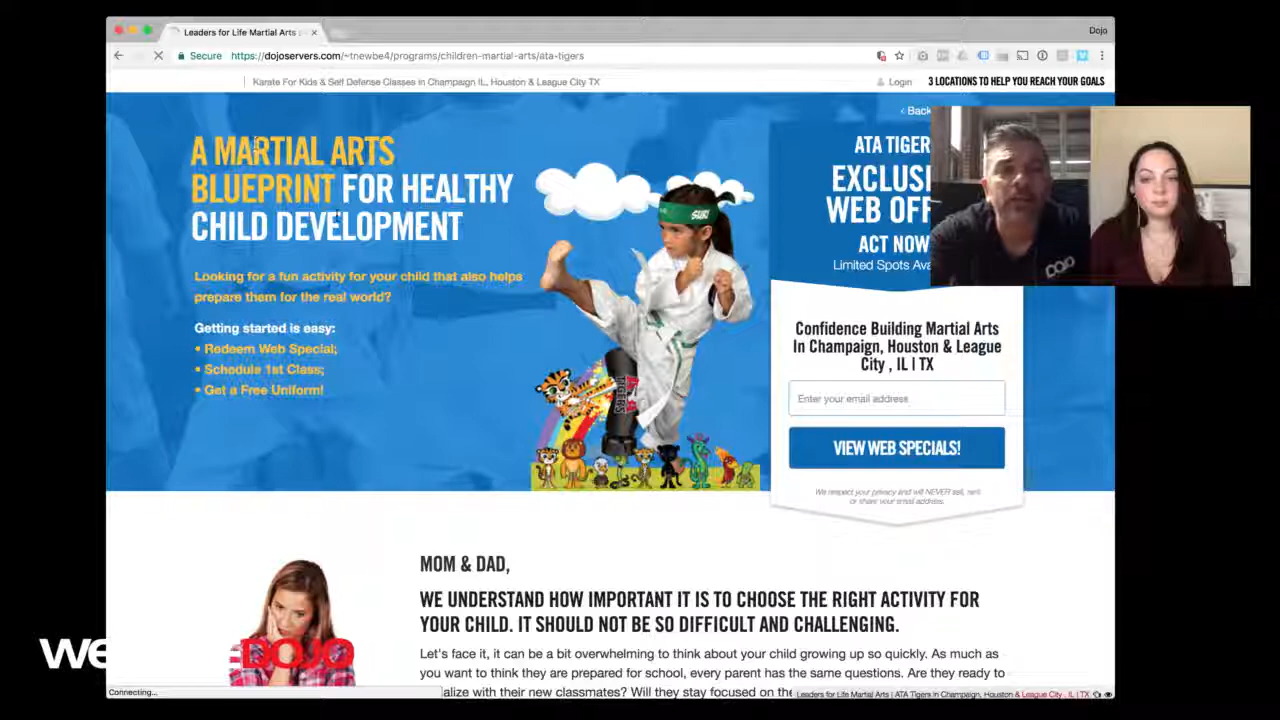 Leaders for Life Martial Arts
Dojo
Secure
https://dojoservers.com/~tnewbe4/programs/children-martial-arts/ata-tigers
Karate For Kids & Self Defense Classes in Champaign IL, Houston & League City TX
Login
3 LOCATIONS TO HELP YOU REACH YOUR GOALS
‹ Back
A MARTIAL ARTS
BLUEPRINT FOR HEALTHY
CHILD DEVELOPMENT
Looking for a fun activity for your child that also helps
prepare them for the real world?
Getting started is easy:
• Redeem Web Special;
• Schedule 1st Class;
• Get a Free Uniform!
TIGERS
ATA TIGER
EXCLUS
WEB OF
ACT NOW
Limited Spots Ava
DOJO
Confidence Building Martial Arts
In Champaign, Houston & League
City , IL | TX
Enter your email address
VIEW WEB SPECIALS!
We respect your privacy and will NEVER sell, rent
or share your email address.
MOM & DAD,
WE UNDERSTAND HOW IMPORTANT IT IS TO CHOOSE THE RIGHT ACTIVITY FOR
YOUR CHILD. IT SHOULD NOT BE SO DIFFICULT AND CHALLENGING.
Let's face it, it can be a bit overwhelming to think about your child growing up so quickly. As much as
you want to think they are prepared for school, every parent has the same questions. Are they ready to
alize with their new classmates? Will they stay focused on the
we
DOJO
Connecting...
Leaders for Life Martial Arts | ATA Tigers in Champaign, Houston & League City , IL | TX